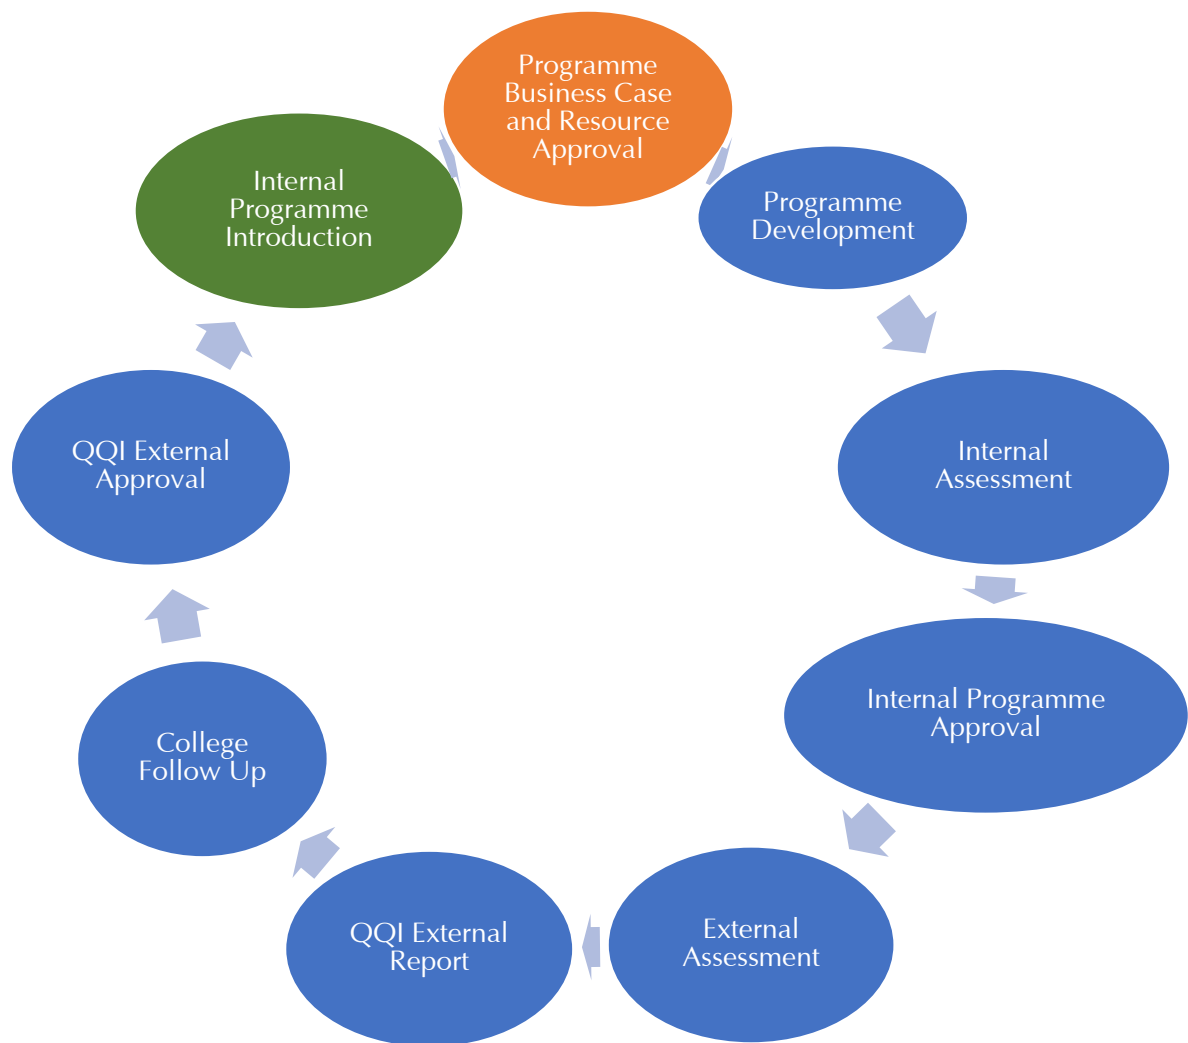 Programme
Business Case
and Resource
Approval
Programme
Development
Internal
Assessment
Internal Programme
Approval
External
Assessment
QQI External
Report
College
Follow Up
QQI External
Approval
Internal
Programme
Introduction